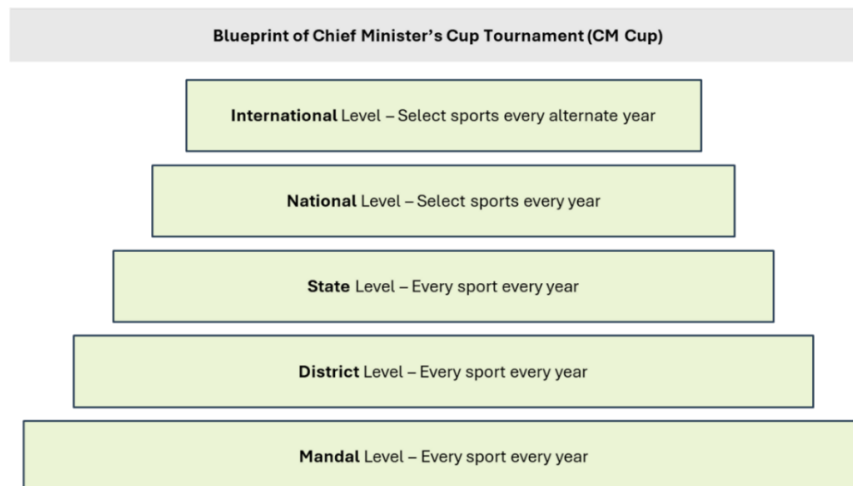 Blueprint of Chief Minister’s Cup Tournament (CM Cup)
International Level – Select sports every alternate year
National Level – Select sports every year
State Level – Every sport every year
District Level – Every sport every year
Mandal Level – Every sport every year